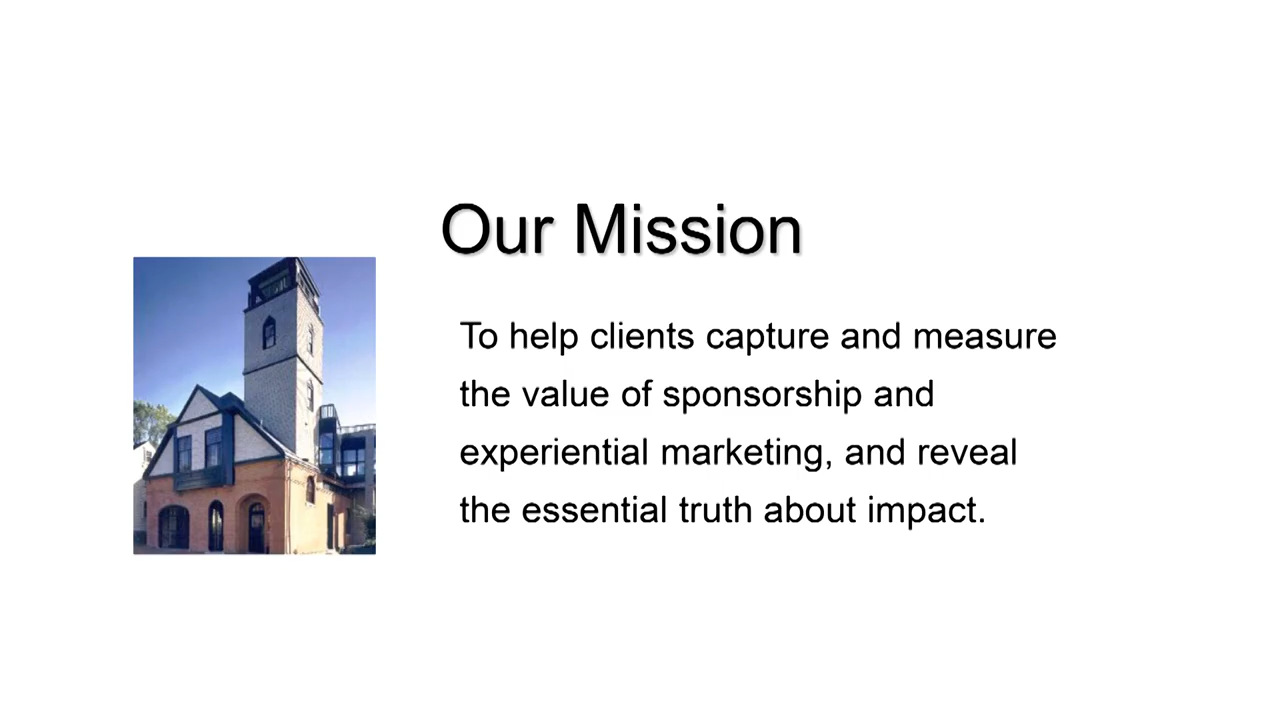 Our Mission
To help clients capture and measure
the value of sponsorship and
experiential marketing, and reveal
the essential truth about impact.